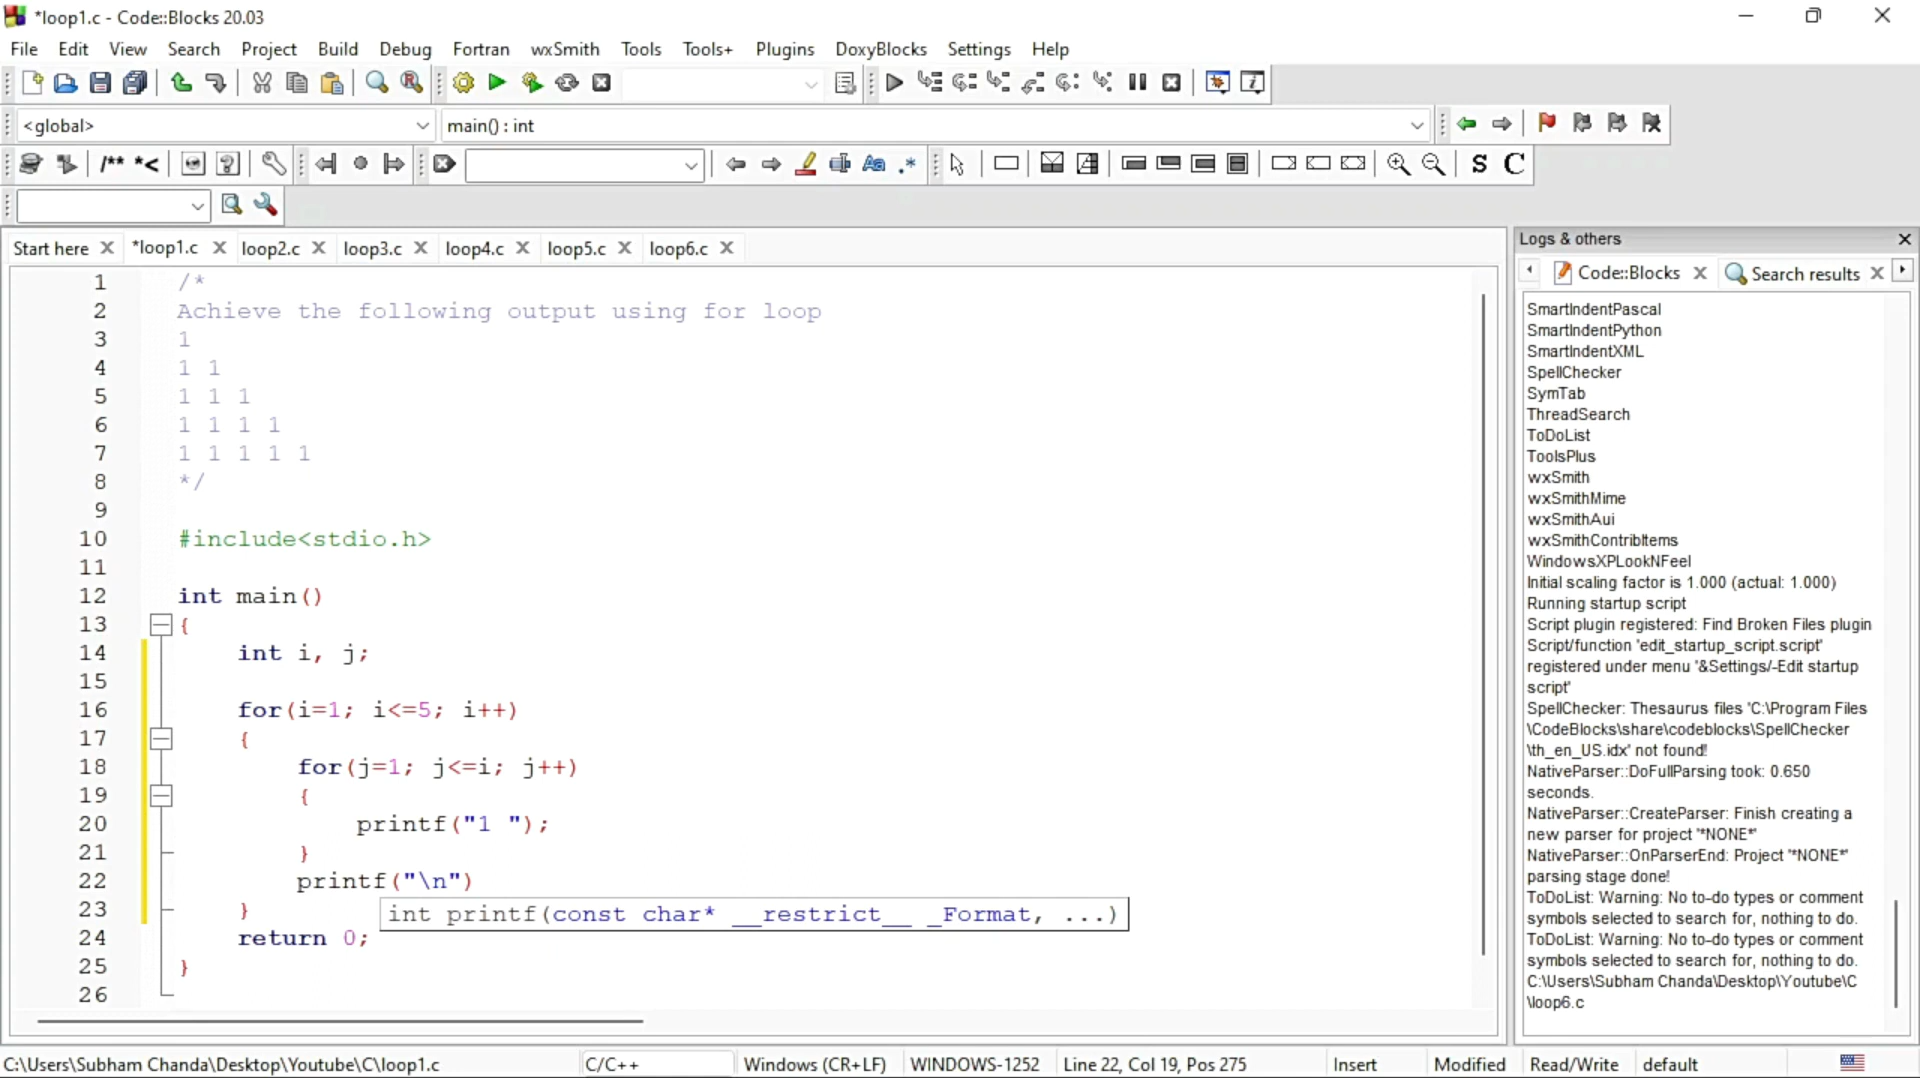 *loop1.c - Code::Blocks 20.03
File Edit View Search Project Build Debug Fortran wxSmith Tools Tools+ Plugins DoxyBlocks Settings Help
<global> main() : int
/** *< Aa .* S C
Start here *loop1.c loop2.c loop3.c loop4.c loop5.c loop6.c
1 /*
2 Achieve the following output using for loop
3 1
4 1 1
5 1 1 1
6 1 1 1 1
7 1 1 1 1 1
8 */
9
10 #include<stdio.h>
11
12 int main()
13 {
14 int i, j;
15
16 for(i=1; i<=5; i++)
17 {
18 for(j=1; j<=i; j++)
19 {
20 printf("1 ");
21 }
22 printf("\n")
23 }
int printf(const char* __restrict__ _Format, ...)
24 return 0;
25 }
26
Logs & others
Code::Blocks Search results
SmartIndentPascal
SmartIndentPython
SmartIndentXML
SpellChecker
SymTab
ThreadSearch
ToDoList
ToolsPlus
wxSmith
wxSmithMime
wxSmithAui
wxSmithContribItems
WindowsXPLookNFeel
Initial scaling factor is 1.000 (actual: 1.000)
Running startup script
Script plugin registered: Find Broken Files plugin
Script/function 'edit_startup_script.script'
registered under menu '&Settings/-Edit startup
script'
SpellChecker: Thesaurus files 'C:\Program Files
\CodeBlocks\share\codeblocks\SpellChecker
\th_en_US.idx' not found!
NativeParser::DoFullParsing took: 0.650
seconds.
NativeParser::CreateParser: Finish creating a
new parser for project '*NONE*'
NativeParser::OnParserEnd: Project '*NONE*'
parsing stage done!
ToDoList: Warning: No to-do types or comment
symbols selected to search for, nothing to do.
ToDoList: Warning: No to-do types or comment
symbols selected to search for, nothing to do.
C:\Users\Subham Chanda\Desktop\Youtube\C
\loop6.c
C:\Users\Subham Chanda\Desktop\Youtube\C\loop1.c C/C++ Windows (CR+LF) WINDOWS-1252 Line 22, Col 19, Pos 275 Insert Modified Read/Write default